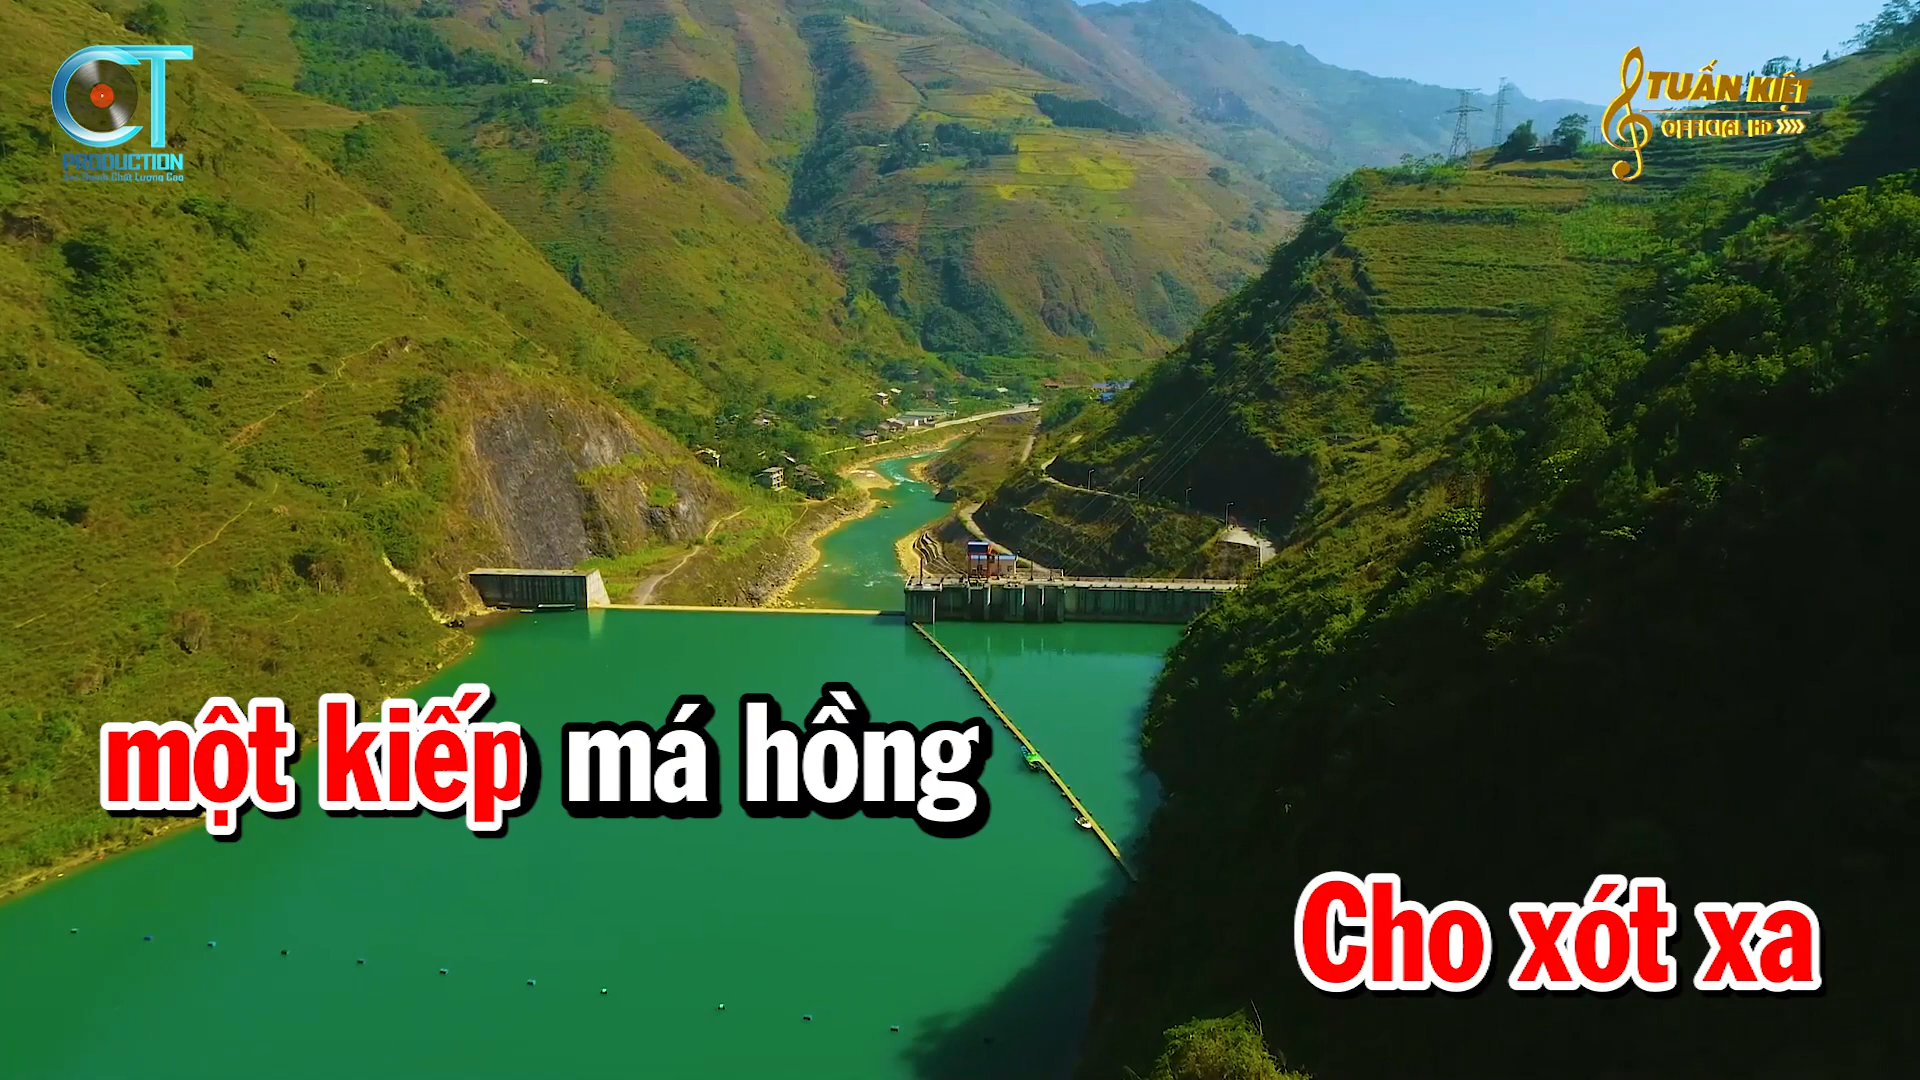 CT
PRODUCTION
TUẤN KIỆT
OFFICIAL HD
một kiếp má hồng
Cho xót xa